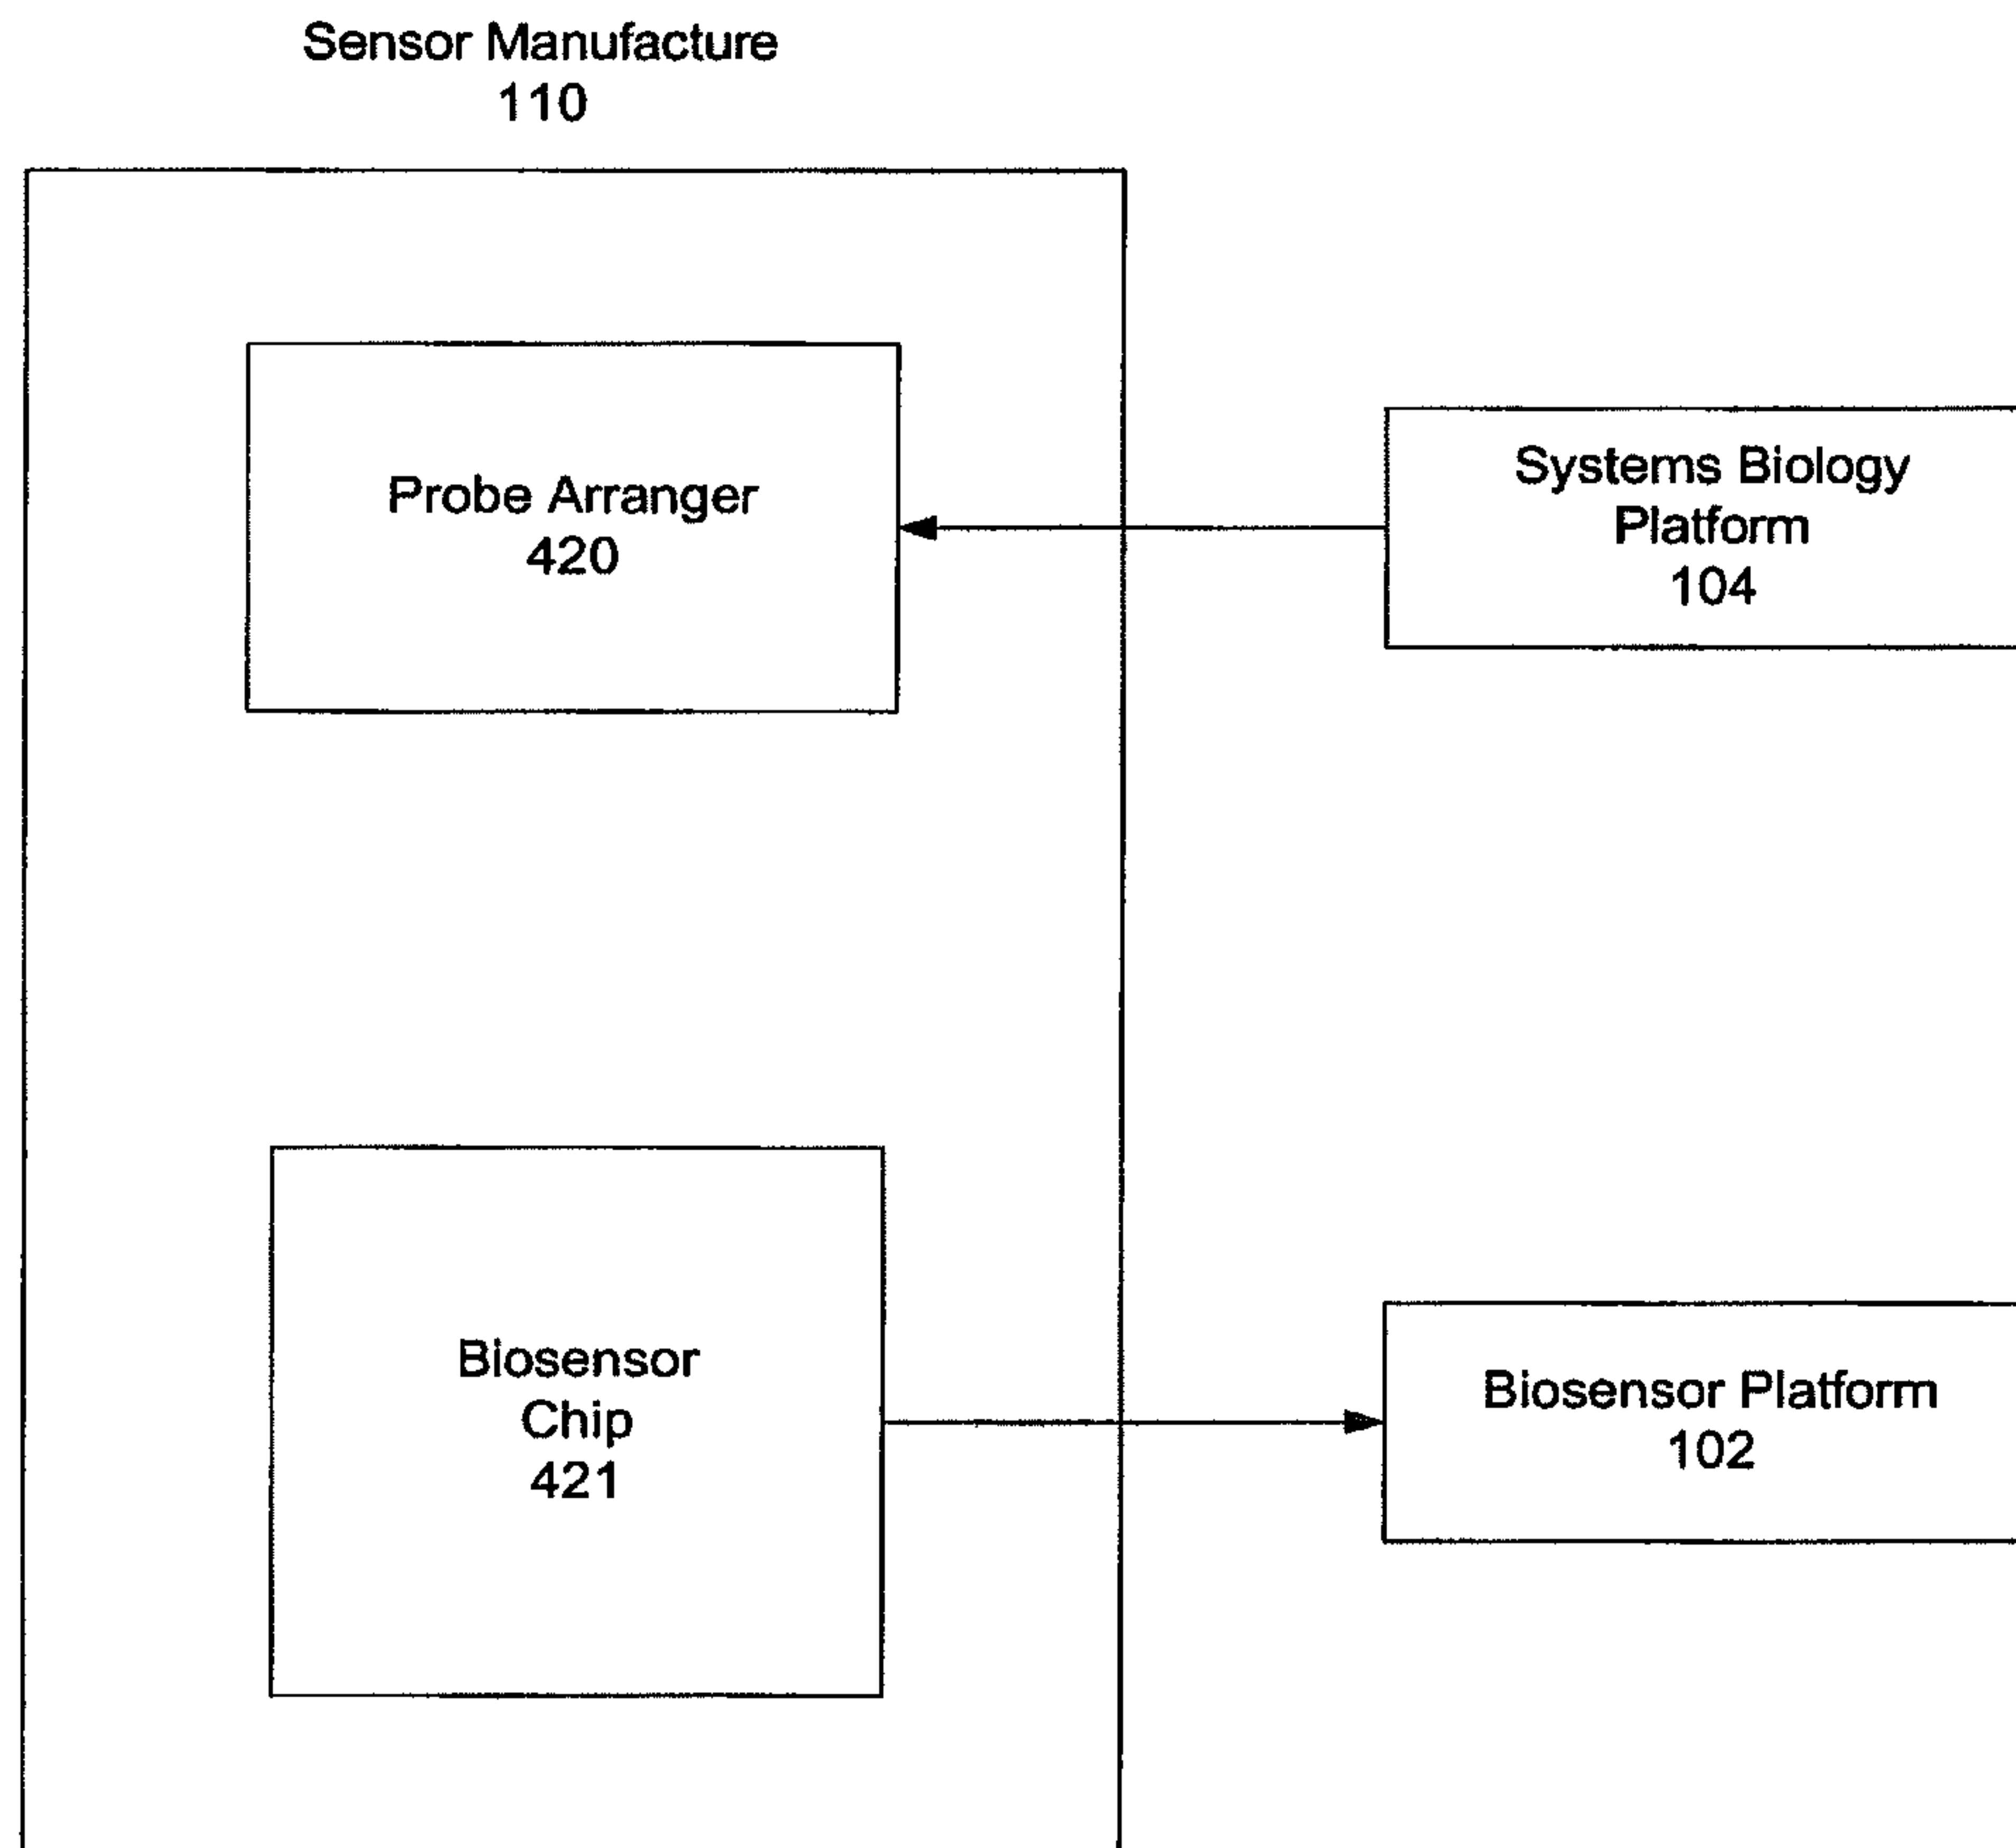 Sensor Manufacture
110
Probe Arranger
420
Systems Biology
Platform
104
Biosensor
Chip
421
Biosensor Platform
102